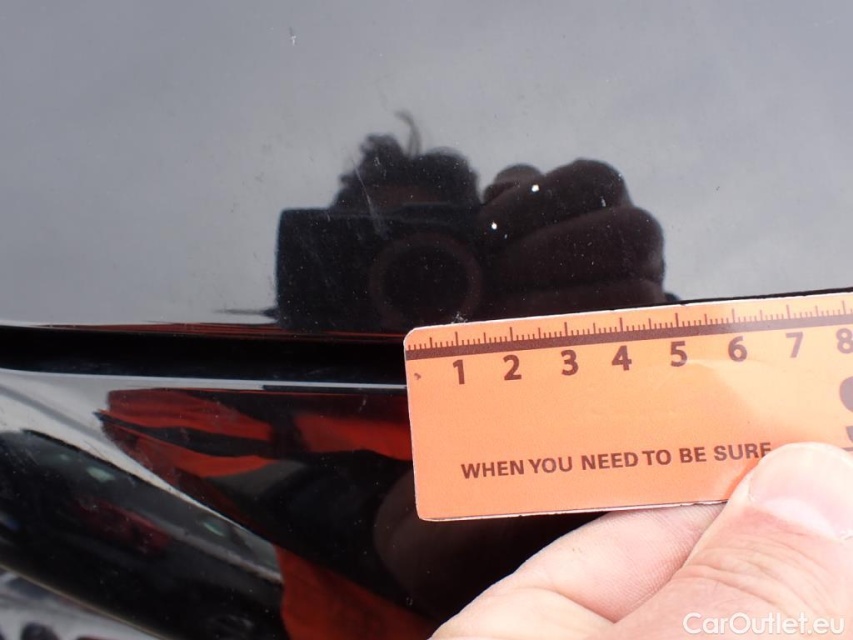 1 2 3 4 5 6 7 8
WHEN YOU NEED TO BE SURE
CarOutlet.eu